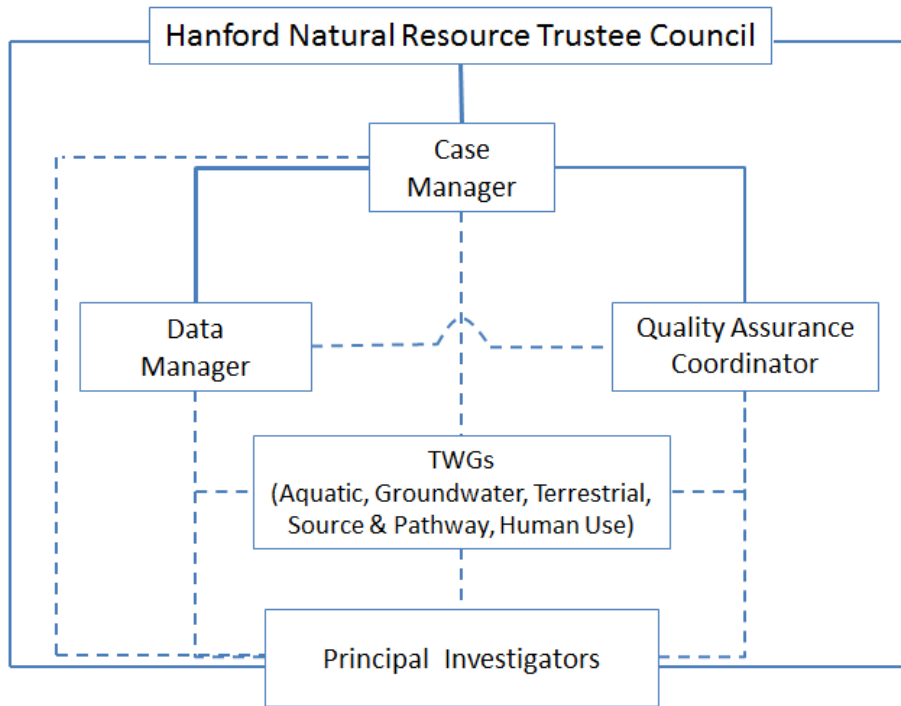 Hanford Natural Resource Trustee Council
Case
Manager
Data
Manager
Quality Assurance
Coordinator
TWGs
(Aquatic, Groundwater, Terrestrial,
Source & Pathway, Human Use)
Principal Investigators